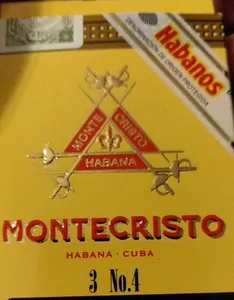 Habanos
DENOMINACIÓN DE ORIGEN PROTEGIDA
MONTE CRISTO
HABANA
MONTECRISTO
HABANA · CUBA
3 No.4